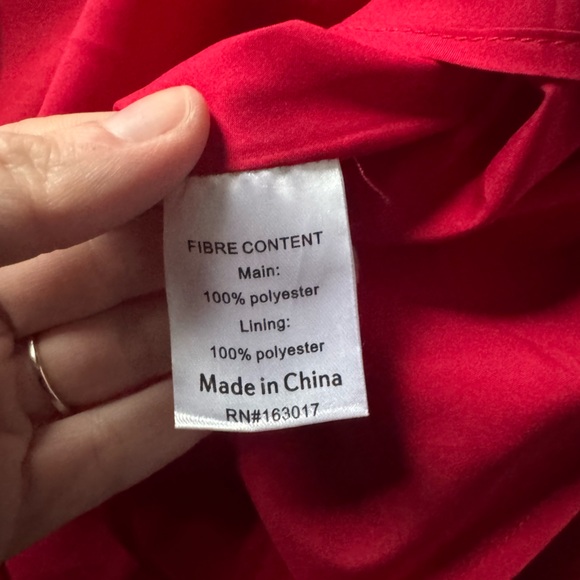 FIBRE CONTENT
Main:
100% polyester
Lining:
100% polyester
Made in China
RN#163017